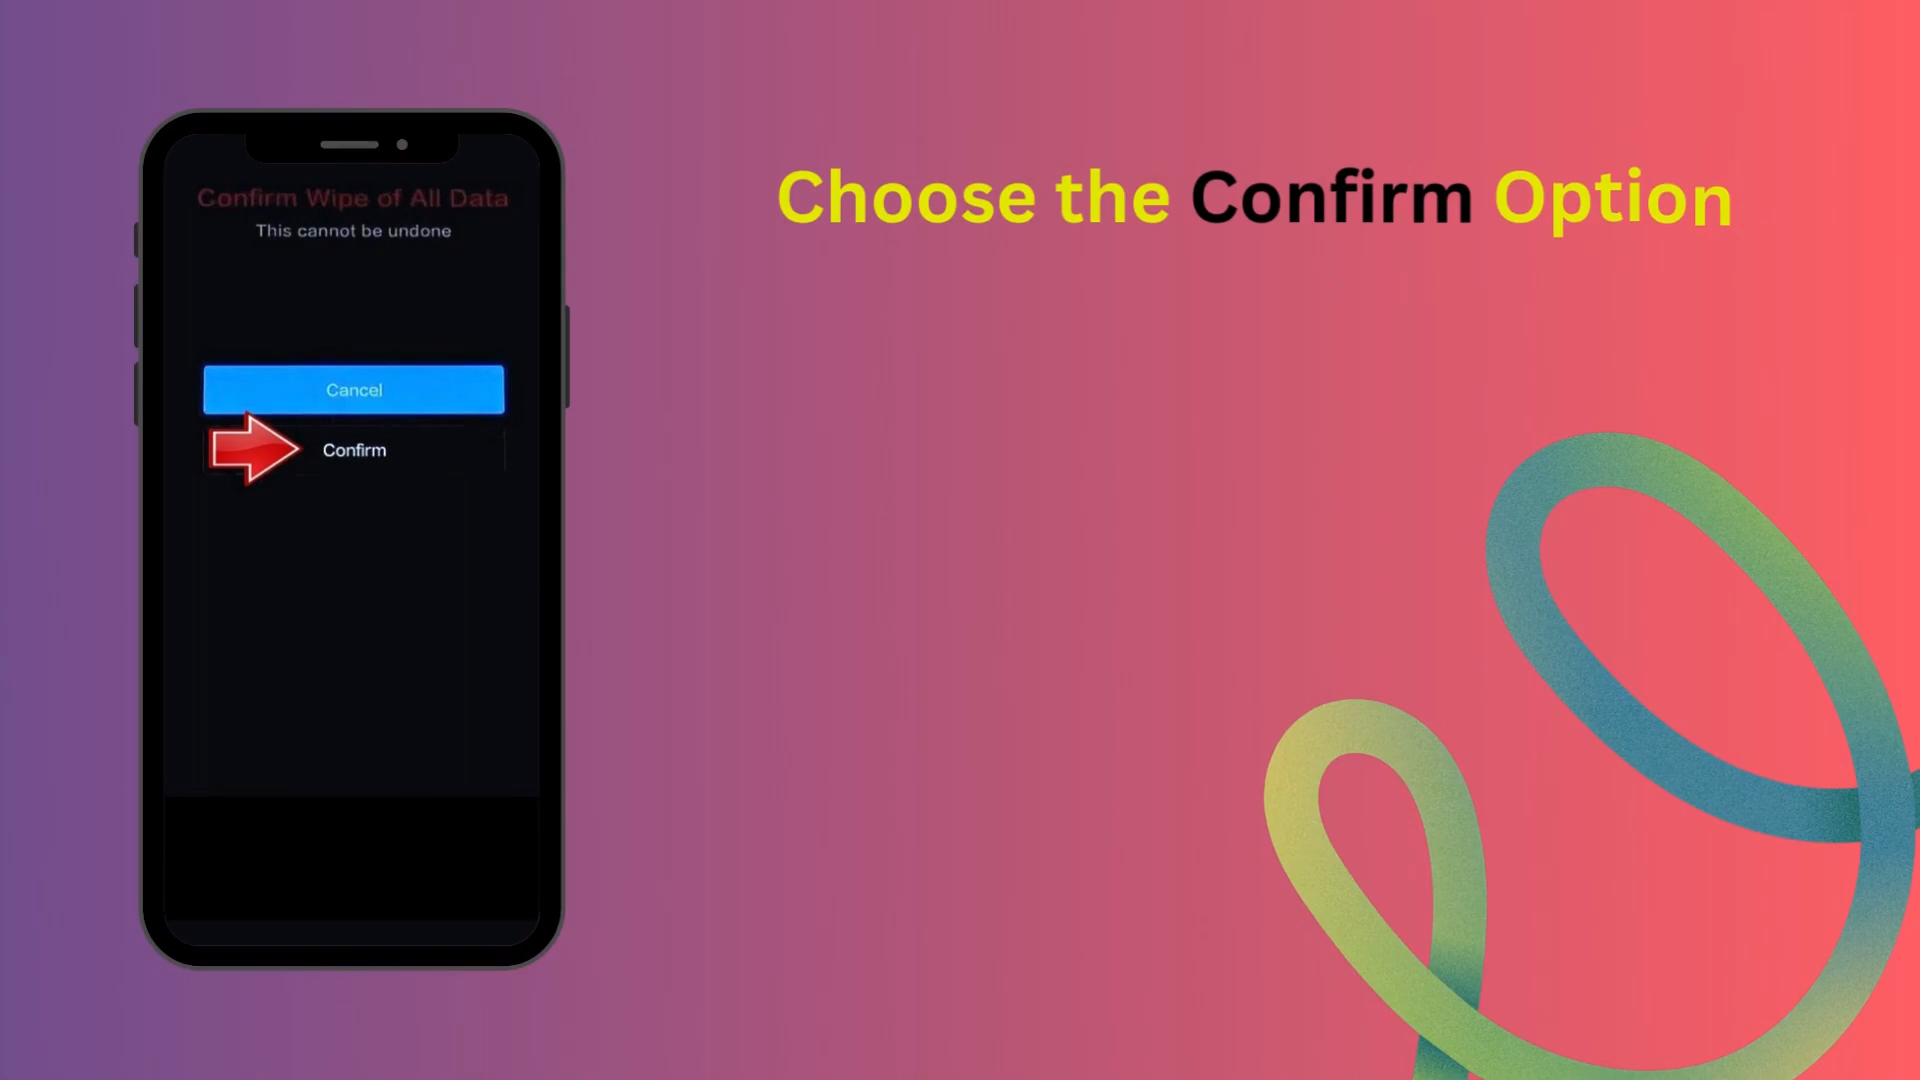 Confirm Wipe of All Data
This cannot be undone
Cancel
Confirm
Choose the Confirm Option